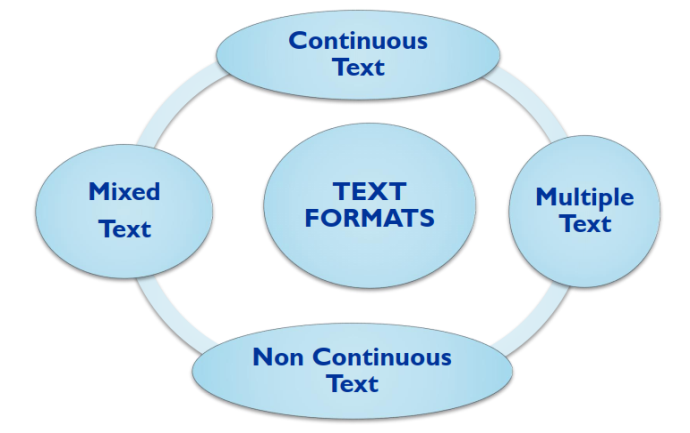 Continuous
Text
Mixed
Text
TEXT
FORMATS
Multiple
Text
Non Continuous
Text